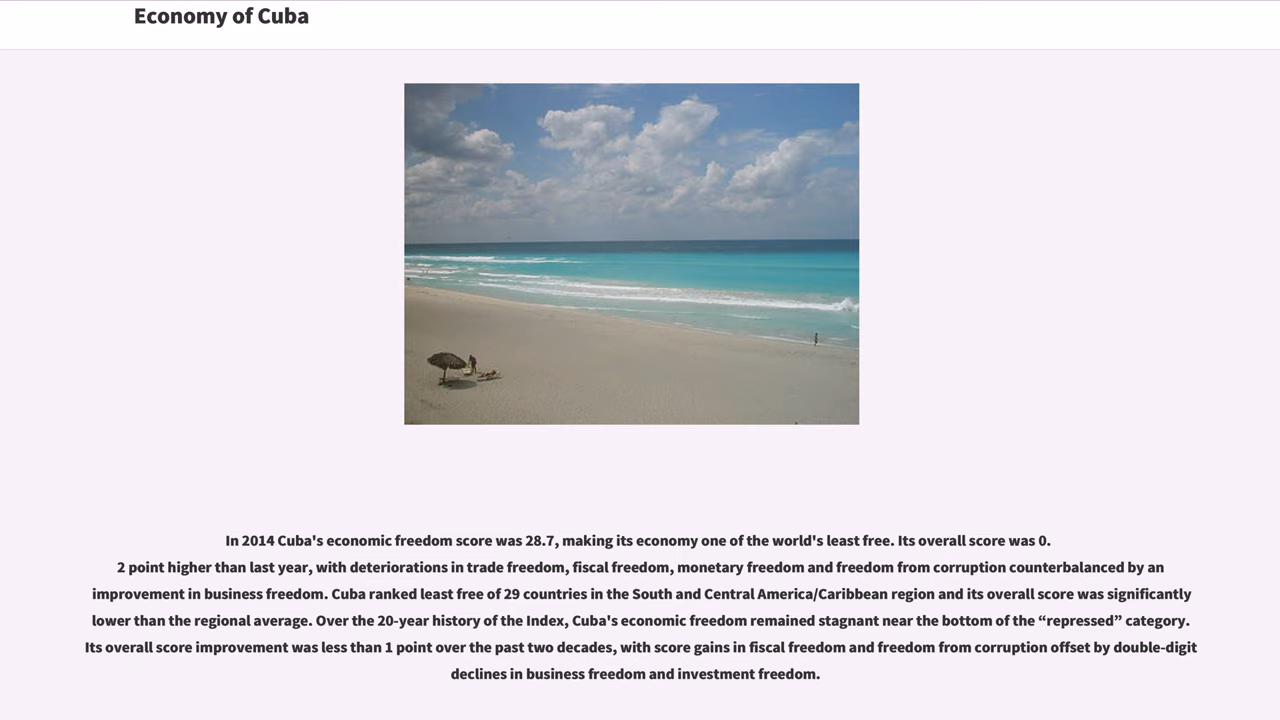 Economy of Cuba
In 2014 Cuba's economic freedom score was 28.7, making its economy one of the world's least free. Its overall score was 0.
2 point higher than last year, with deteriorations in trade freedom, fiscal freedom, monetary freedom and freedom from corruption counterbalanced by an
improvement in business freedom. Cuba ranked least free of 29 countries in the South and Central America/Caribbean region and its overall score was significantly
lower than the regional average. Over the 20-year history of the Index, Cuba's economic freedom remained stagnant near the bottom of the “repressed” category.
Its overall score improvement was less than 1 point over the past two decades, with score gains in fiscal freedom and freedom from corruption offset by double-digit
declines in business freedom and investment freedom.